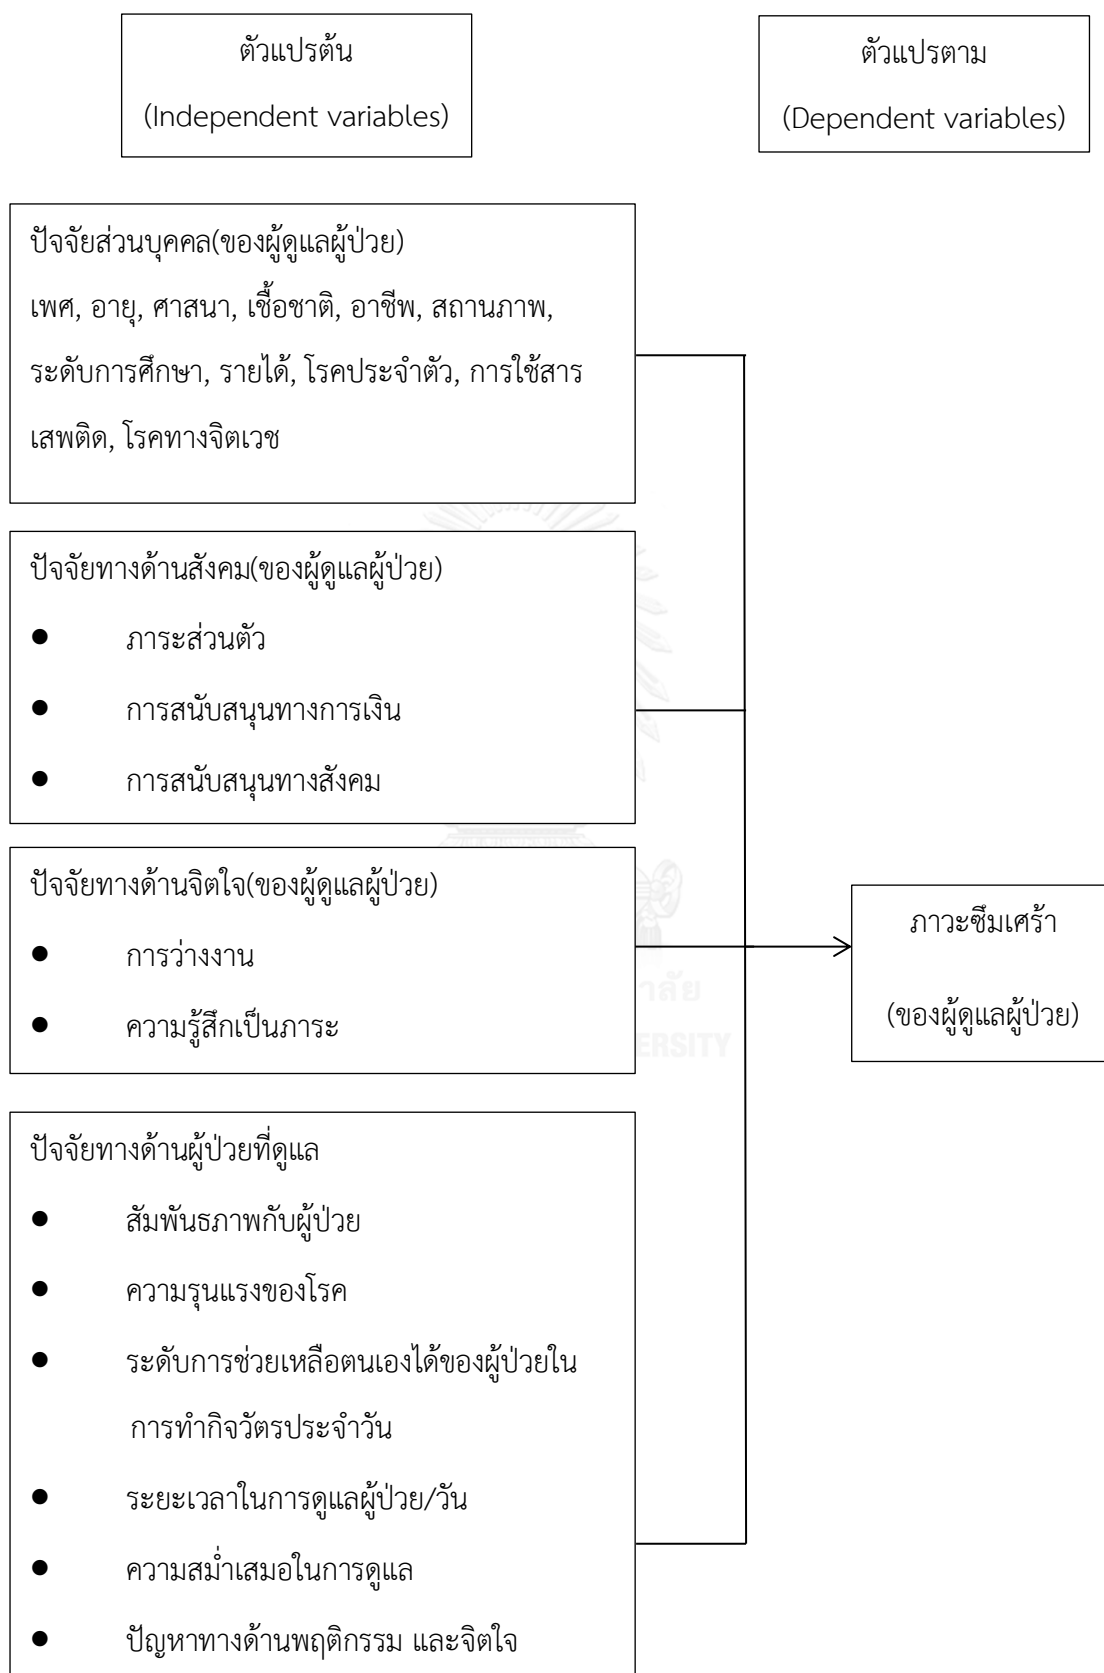 ตัวแปรต้น
(Independent variables)
ตัวแปรตาม
(Dependent variables)
ปัจจัยส่วนบุคคล(ของผู้ดูแลผู้ป่วย)
เพศ, อายุ, ศาสนา, เชื้อชาติ, อาชีพ, สถานภาพ,
ระดับการศึกษา, รายได้, โรคประจำตัว, การใช้สาร
เสพติด, โรคทางจิตเวช
ปัจจัยทางด้านสังคม(ของผู้ดูแลผู้ป่วย)
● ภาระส่วนตัว
● การสนับสนุนทางการเงิน
● การสนับสนุนทางสังคม
ปัจจัยทางด้านจิตใจ(ของผู้ดูแลผู้ป่วย)
● การว่างงาน
● ความรู้สึกเป็นภาระ
ภาวะซึมเศร้า
(ของผู้ดูแลผู้ป่วย)
ปัจจัยทางด้านผู้ป่วยที่ดูแล
● สัมพันธภาพกับผู้ป่วย
● ความรุนแรงของโรค
● ระดับการช่วยเหลือตนเองได้ของผู้ป่วยใน
การทำกิจวัตรประจำวัน
● ระยะเวลาในการดูแลผู้ป่วย/วัน
● ความสม่ำเสมอในการดูแล
● ปัญหาทางด้านพฤติกรรม และจิตใจ